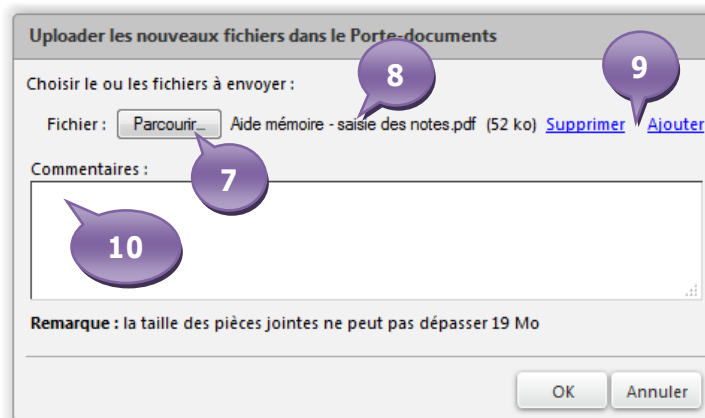 Uploader les nouveaux fichiers dans le Porte-documents
8
9
Choisir le ou les fichiers à envoyer :
Fichier : Parcourir... Aide mémoire - saisie des notes.pdf (52 ko) Supprimer Ajouter
Commentaires :
7
10
Remarque : la taille des pièces jointes ne peut pas dépasser 19 Mo
OK Annuler